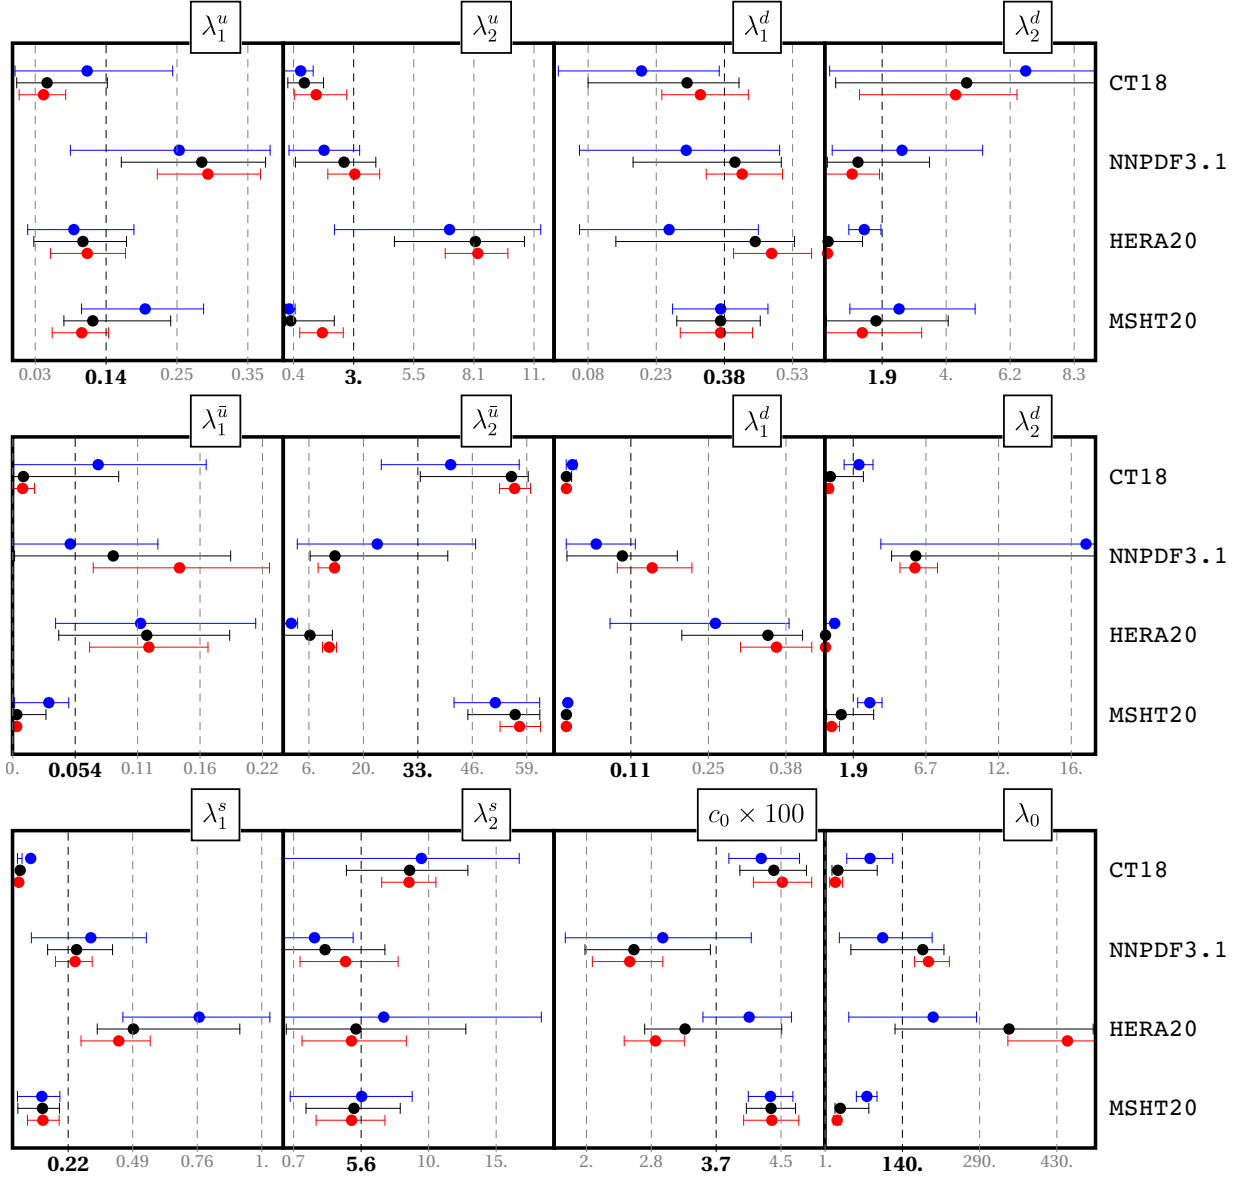 λ₁ᵘ λ₂ᵘ λ₁ᵈ λ₂ᵈ
CT18
NNPDF3.1
HERA20
MSHT20
0.03 0.14 0.25 0.35 0.4 3. 5.5 8.1 11. 0.08 0.23 0.38 0.53 1.9 4. 6.2 8.3
λ₁^ū λ₂^ū λ₁ᵈ λ₂ᵈ
CT18
NNPDF3.1
HERA20
MSHT20
0. 0.054 0.11 0.16 0.22 6. 20. 33. 46. 59. 0.11 0.25 0.38 1.9 6.7 12. 16.
λ₁ˢ λ₂ˢ c₀ × 100 λ₀
CT18
NNPDF3.1
HERA20
MSHT20
0.22 0.49 0.76 1. 0.7 5.6 10. 15. 2. 2.8 3.7 4.5 1. 140. 290. 430.